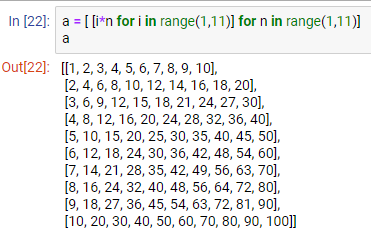 In [22]: a = [ [i*n for i in range(1,11)] for n in range(1,11)]
a
Out[22]: [[1, 2, 3, 4, 5, 6, 7, 8, 9, 10],
[2, 4, 6, 8, 10, 12, 14, 16, 18, 20],
[3, 6, 9, 12, 15, 18, 21, 24, 27, 30],
[4, 8, 12, 16, 20, 24, 28, 32, 36, 40],
[5, 10, 15, 20, 25, 30, 35, 40, 45, 50],
[6, 12, 18, 24, 30, 36, 42, 48, 54, 60],
[7, 14, 21, 28, 35, 42, 49, 56, 63, 70],
[8, 16, 24, 32, 40, 48, 56, 64, 72, 80],
[9, 18, 27, 36, 45, 54, 63, 72, 81, 90],
[10, 20, 30, 40, 50, 60, 70, 80, 90, 100]]